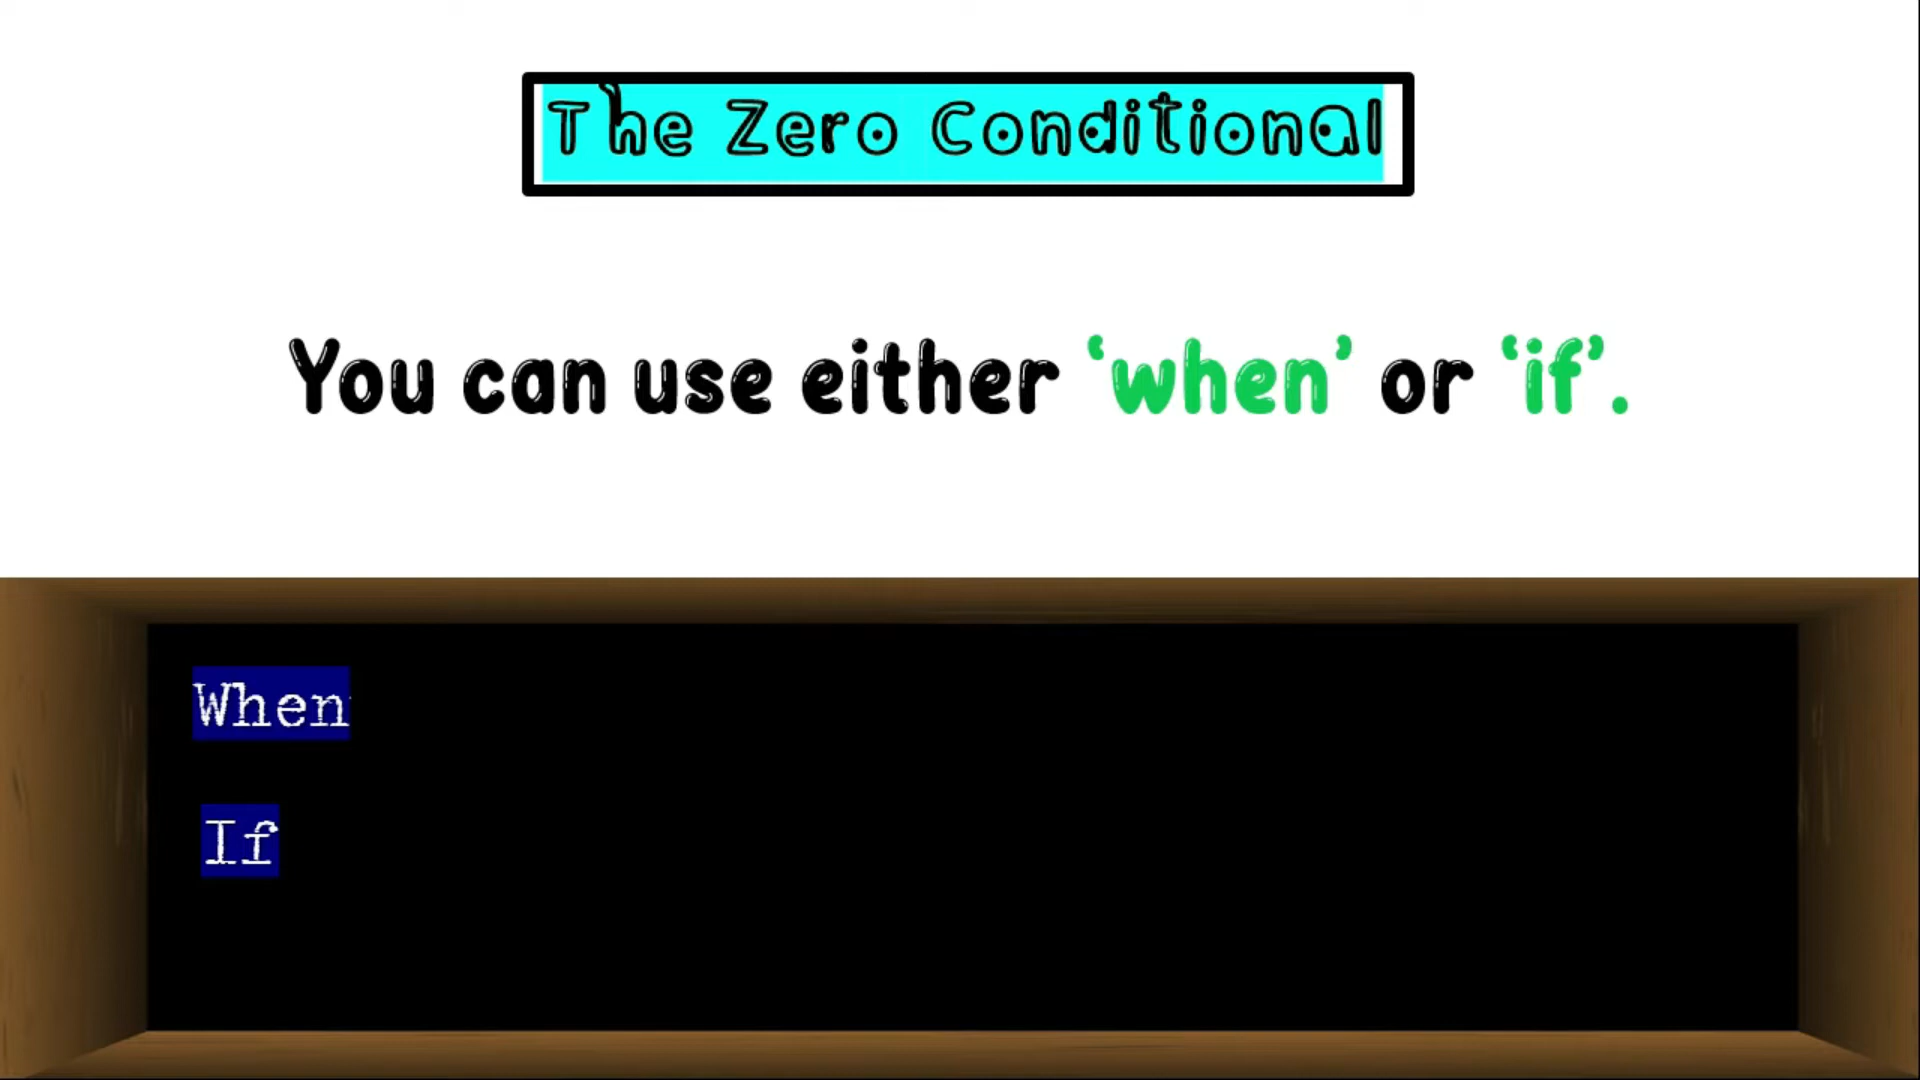 The Zero Conditional
You can use either ‘when’ or ‘if’.
When
If